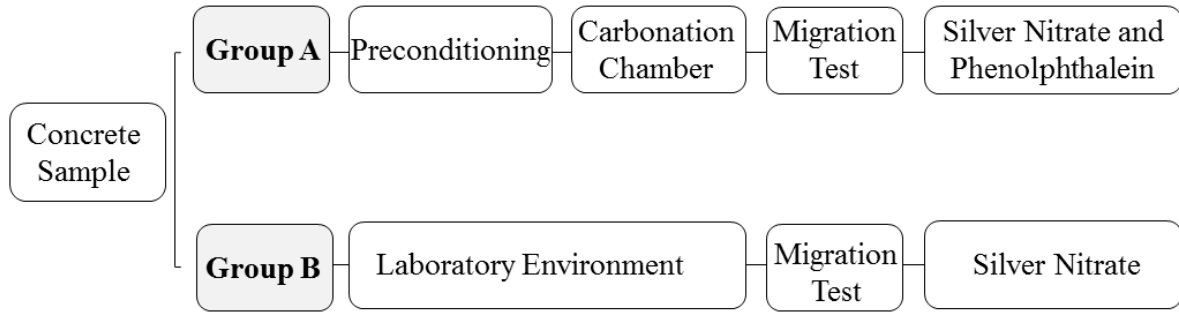 Concrete
Sample
Group A
Preconditioning
Carbonation
Chamber
Migration
Test
Silver Nitrate and
Phenolphthalein
Group B
Laboratory Environment
Migration
Test
Silver Nitrate